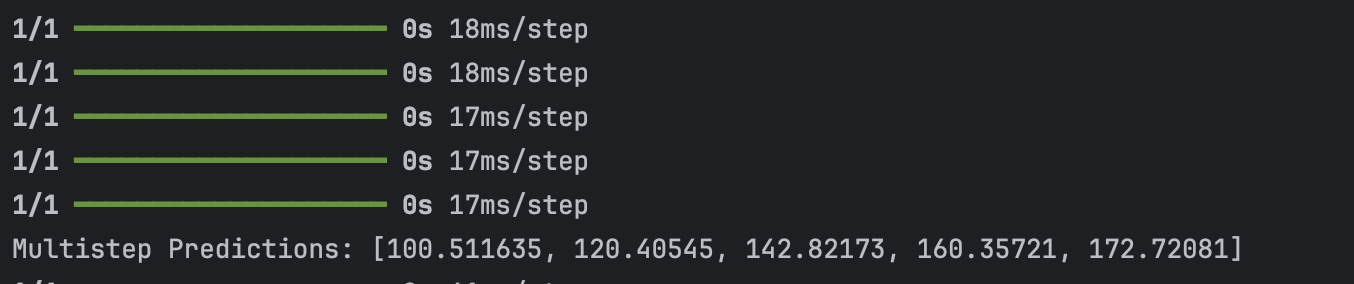 1/1 ━━━━━━━━━━━━━━━━━━━━ 0s 18ms/step
1/1 ━━━━━━━━━━━━━━━━━━━━ 0s 18ms/step
1/1 ━━━━━━━━━━━━━━━━━━━━ 0s 17ms/step
1/1 ━━━━━━━━━━━━━━━━━━━━ 0s 17ms/step
1/1 ━━━━━━━━━━━━━━━━━━━━ 0s 17ms/step
Multistep Predictions: [100.511635, 120.40545, 142.82173, 160.35721, 172.72081]